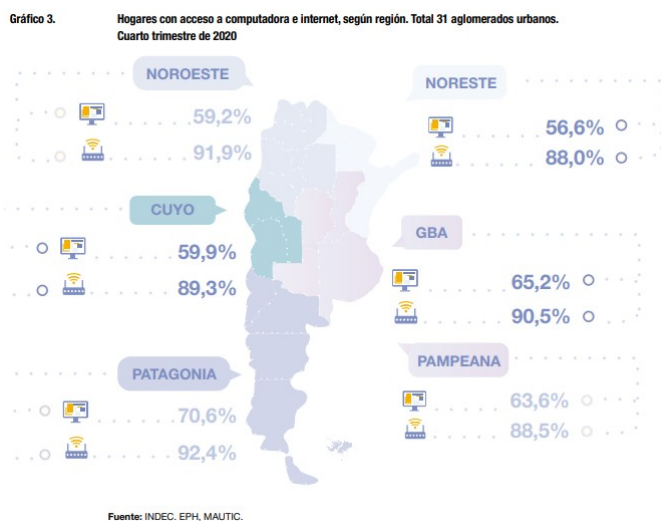 Gráfico 3.
Hogares con acceso a computadora e internet, según región. Total 31 aglomerados urbanos.
Cuarto trimestre de 2020
NOROESTE
59,2%
91,9%
NORESTE
56,6%
88,0%
CUYO
59,9%
89,3%
GBA
65,2%
90,5%
PATAGONIA
70,6%
92,4%
PAMPEANA
63,6%
88,5%
Fuente: INDEC. EPH, MAUTIC.